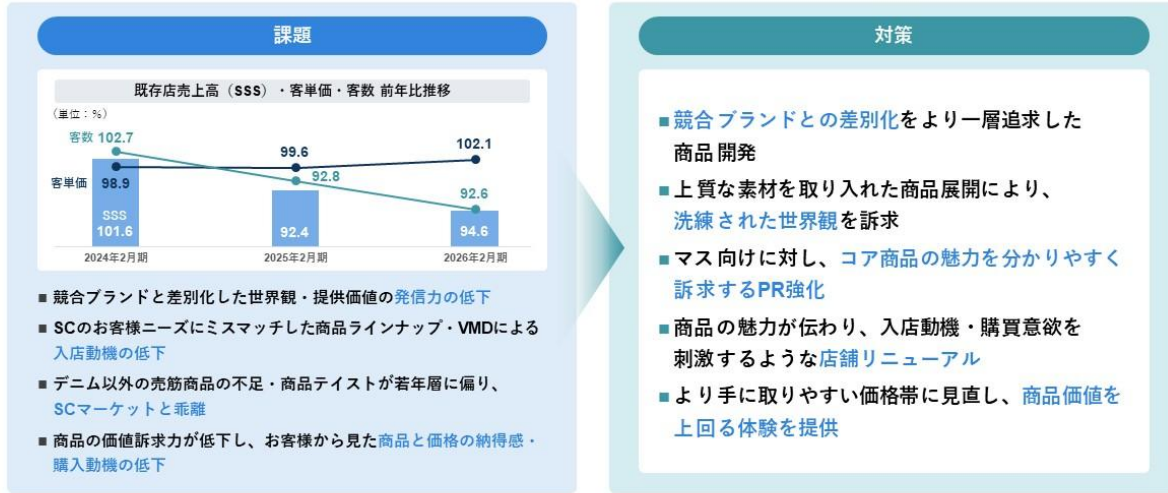 課題
既存店売上高（SSS）・客単価・客数 前年比推移
（単位：％）
客数 102.7
客単価 98.9
SSS
101.6
99.6
92.8
92.4
102.1
92.6
94.6
2024年2月期
2025年2月期
2026年2月期
■ 競合ブランドと差別化した世界観・提供価値の発信力の低下
■ SCのお客様ニーズにミスマッチした商品ラインナップ・VMDによる
入店動機の低下
■ デニム以外の売筋商品の不足・商品テイストが若年層に偏り、
SCマーケットと乖離
■ 商品の価値訴求力が低下し、お客様から見た商品と価格の納得感・
購入動機の低下
対策
■ 競合ブランドとの差別化をより一層追求した
商品開発
■ 上質な素材を取り入れた商品展開により、
洗練された世界観を訴求
■ マス向けに対し、コア商品の魅力を分かりやすく
訴求するPR強化
■ 商品の魅力が伝わり、入店動機・購買意欲を
刺激するような店舗リニューアル
■ より手に取りやすい価格帯に見直し、商品価値を
上回る体験を提供